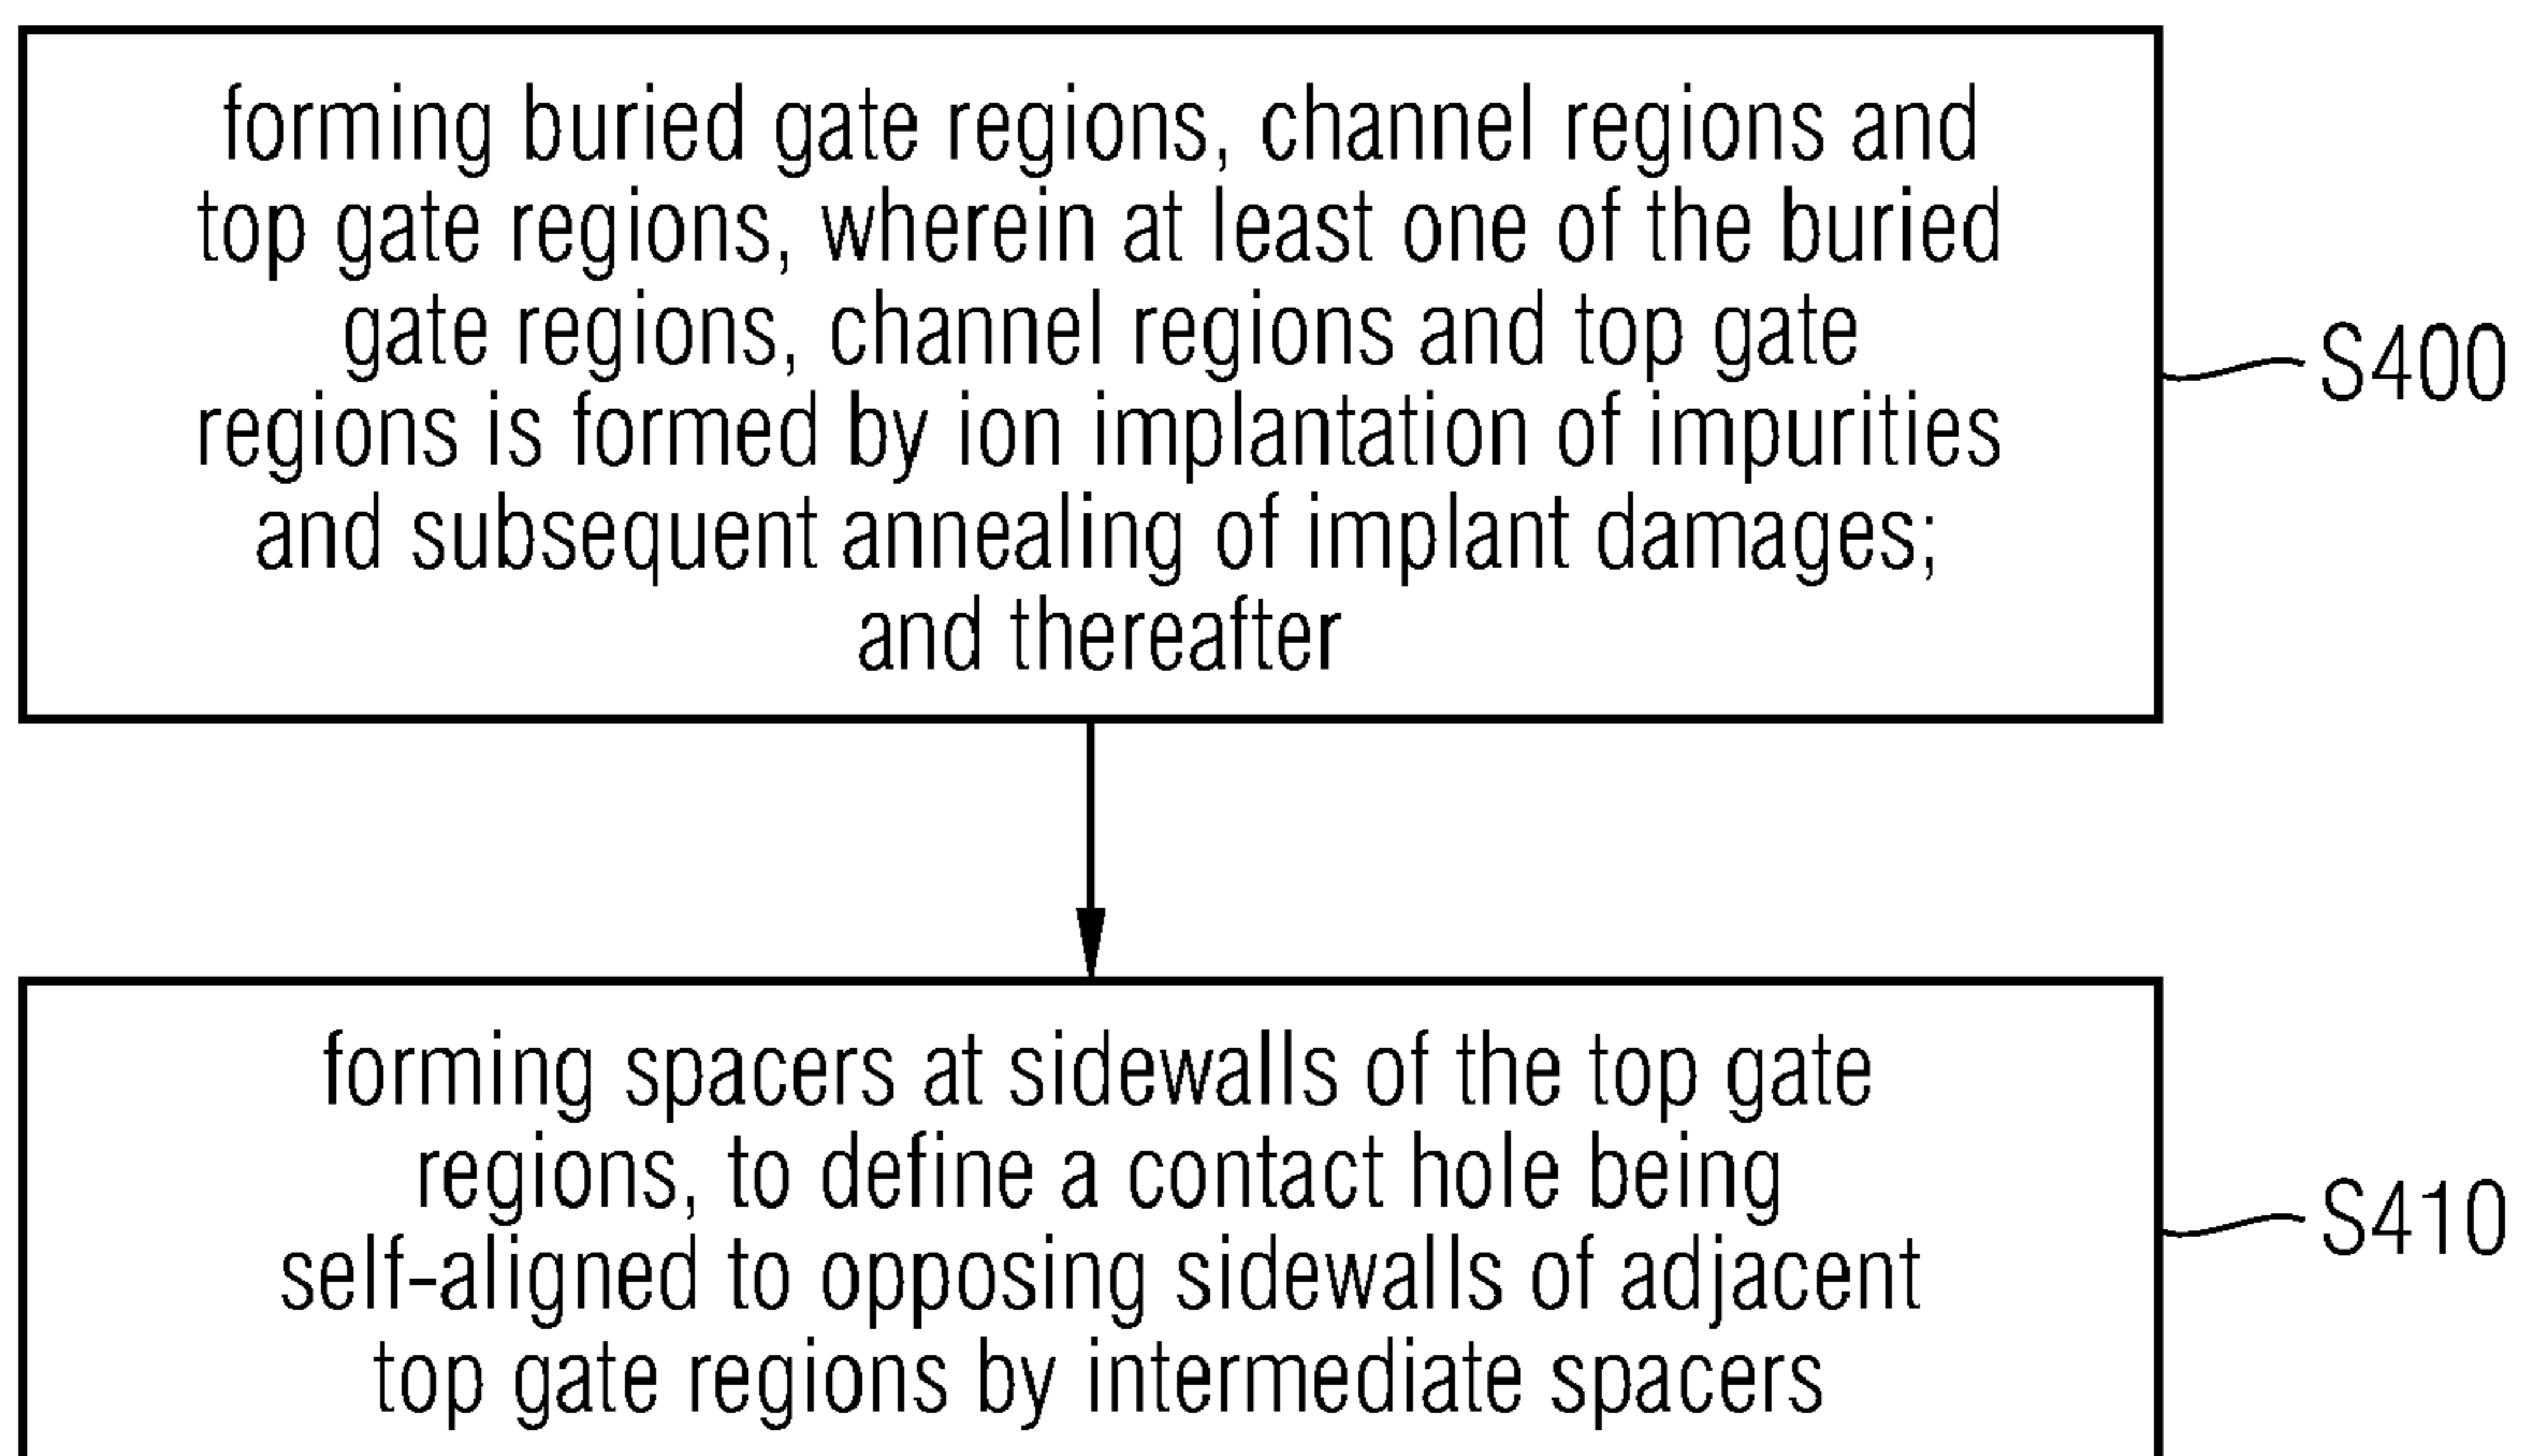 forming buried gate regions, channel regions and
top gate regions, wherein at least one of the buried
gate regions, channel regions and top gate
regions is formed by ion implantation of impurities
and subsequent annealing of implant damages;
and thereafter
S400
forming spacers at sidewalls of the top gate
regions, to define a contact hole being
self-aligned to opposing sidewalls of adjacent
top gate regions by intermediate spacers
S410